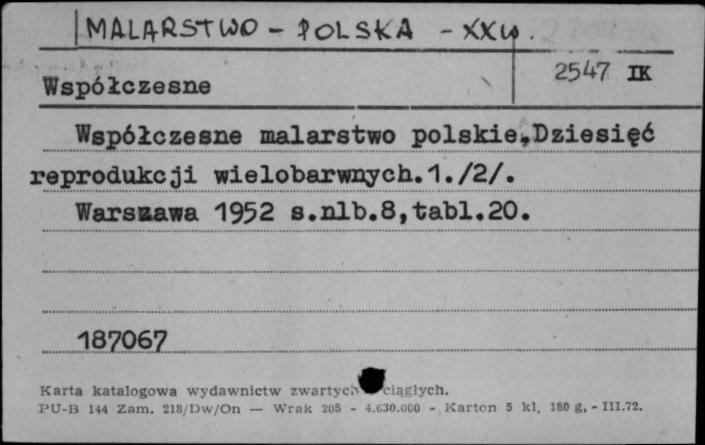 MALARSTWO - POLSKA - XXw.
2547 IK
Współczesne
Współczesne malarstwo polskie.Dziesięć
reprodukcji wielobarwnych.1./2/.
Warszawa 1952 s.nlb.8,tabl.20.
187067
Karta katalogowa wydawnictw zwartych ciągłych.
PU-B 144 Zam. 218/Dw/On — Wrak 205 - 4.630.000 - Karton 5 kl. 180 g, - III.72.